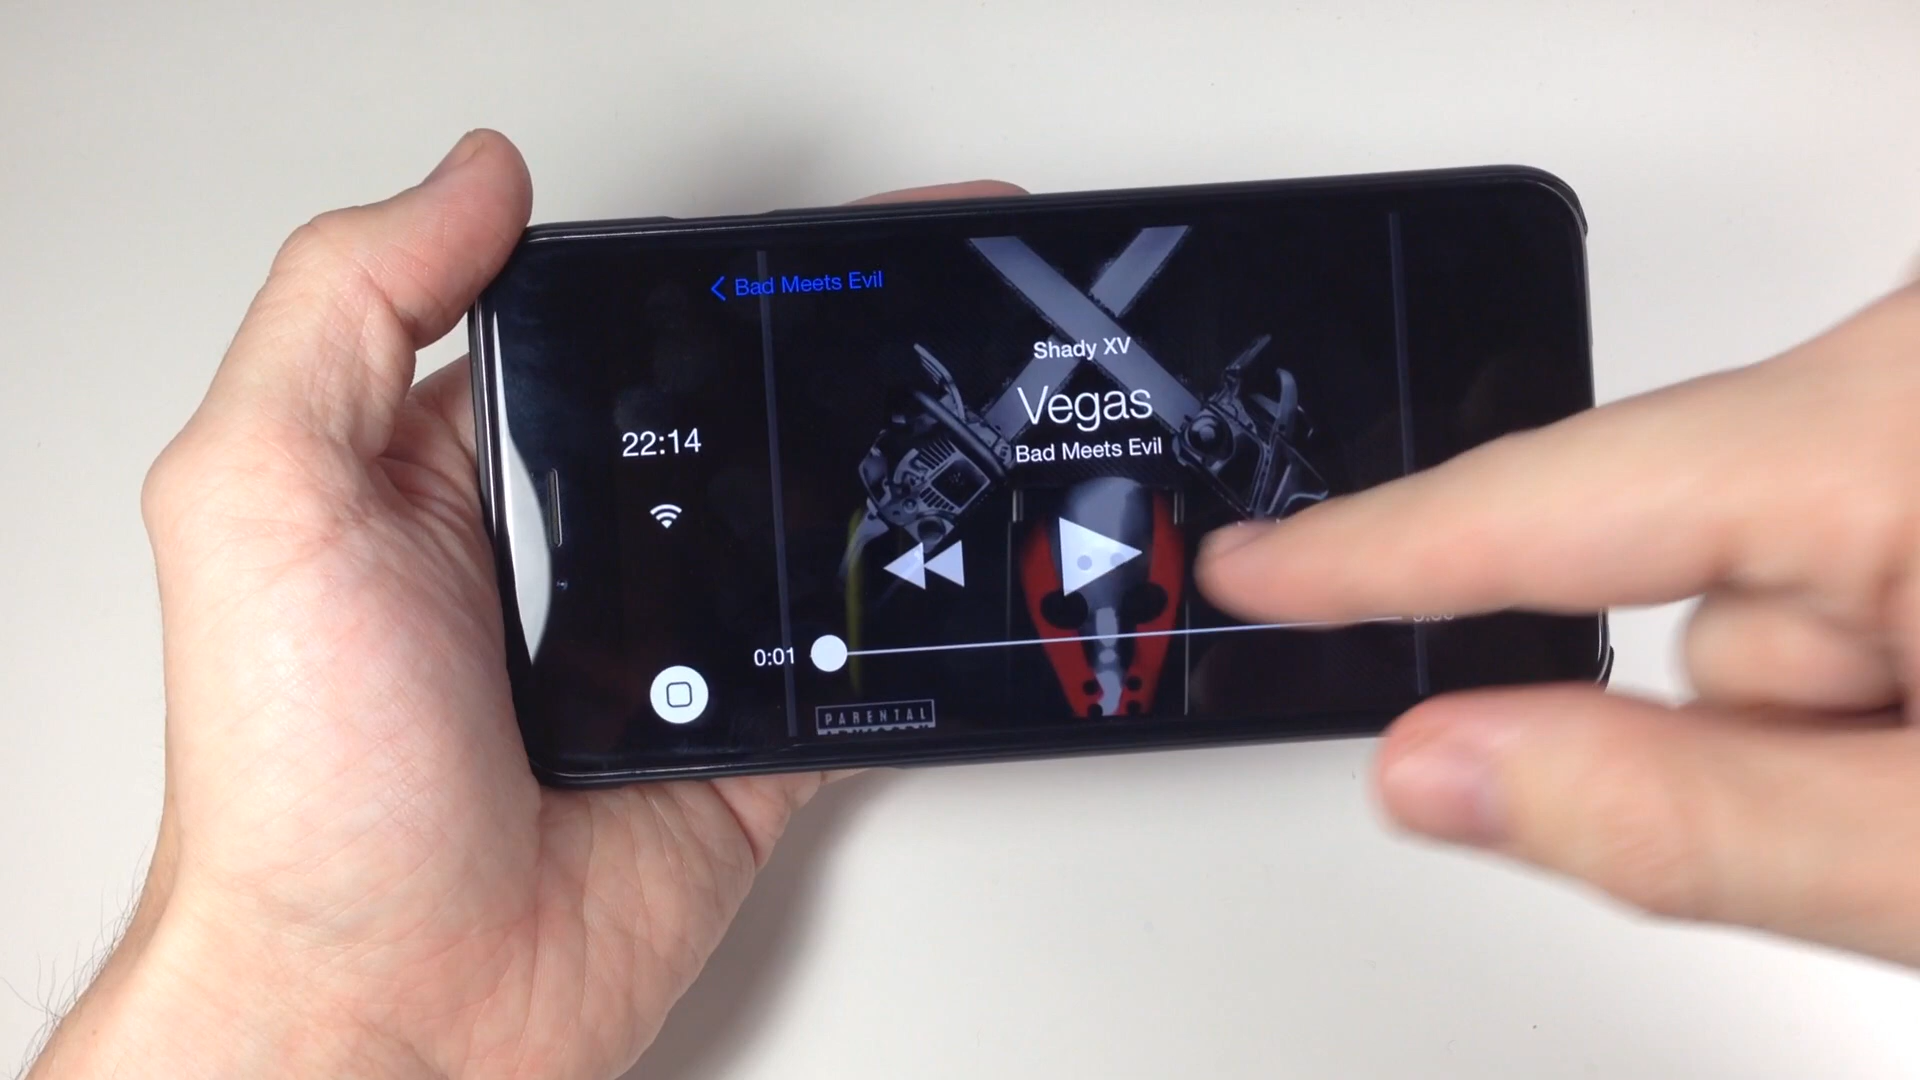 Bad Meets Evil
Shady XV
Vegas
Bad Meets Evil
22:14
0:01
PARENTAL